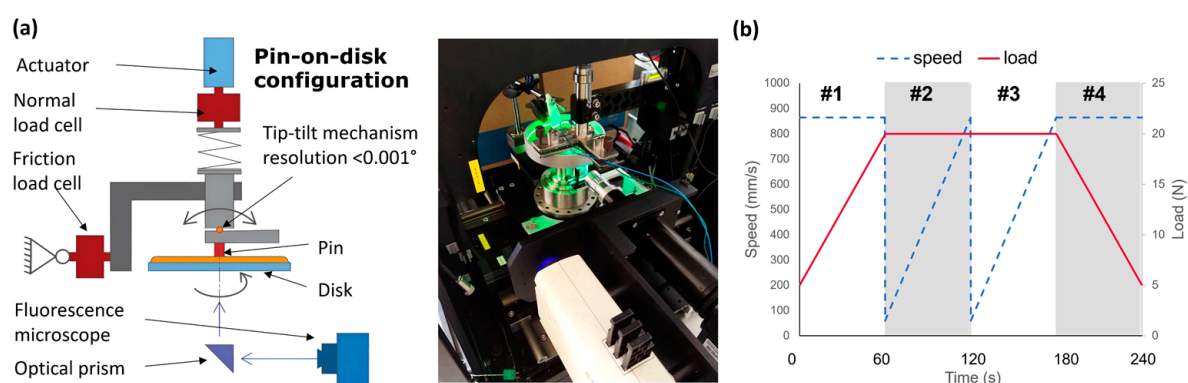 (a)
Pin-on-disk
configuration
Actuator
Normal
load cell
Tip-tilt mechanism
resolution <0.001°
Friction
load cell
Pin
Disk
Fluorescence
microscope
Optical prism
(b)
speed
load
1000
900
800
700
600
500
400
300
200
100
0
Speed (mm/s)
#1
#2
#3
#4
25
20
15
10
5
0
Load (N)
0
60
120
180
240
Time (s)